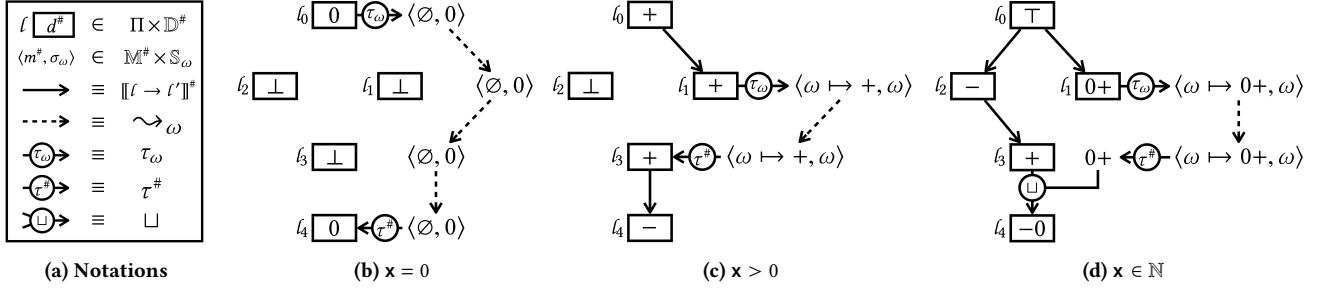 ℓ d# ∈ Π×𝔻#
⟨m#, σω⟩ ∈ 𝕄#×𝕊ω
≡ ⟦ℓ → ℓ′⟧#
≡ ⇝ω
τω ≡ τω
τ# ≡ τ#
⊔ ≡ ⊔
(a) Notations
ℓ0 0 τω ⟨∅, 0⟩
ℓ2 ⊥ ℓ1 ⊥ ⟨∅, 0⟩
ℓ3 ⊥ ⟨∅, 0⟩
ℓ4 0 τ# ⟨∅, 0⟩
(b) x = 0
ℓ0 +
ℓ2 ⊥ ℓ1 + τω ⟨ω ↦ +, ω⟩
ℓ3 + τ# ⟨ω ↦ +, ω⟩
ℓ4 −
(c) x > 0
ℓ0 ⊤
ℓ2 − ℓ1 0+ τω ⟨ω ↦ 0+, ω⟩
ℓ3 + 0+ τ# ⟨ω ↦ 0+, ω⟩
⊔
ℓ4 −0
(d) x ∈ ℕ